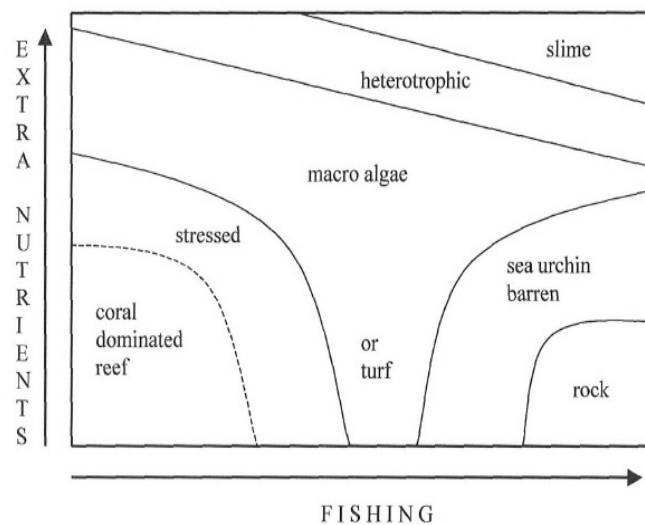 EXTRA NUTRIENTS
slime
heterotrophic
macro algae
stressed
sea urchin
barren
coral
dominated
reef
or
turf
rock
FISHING